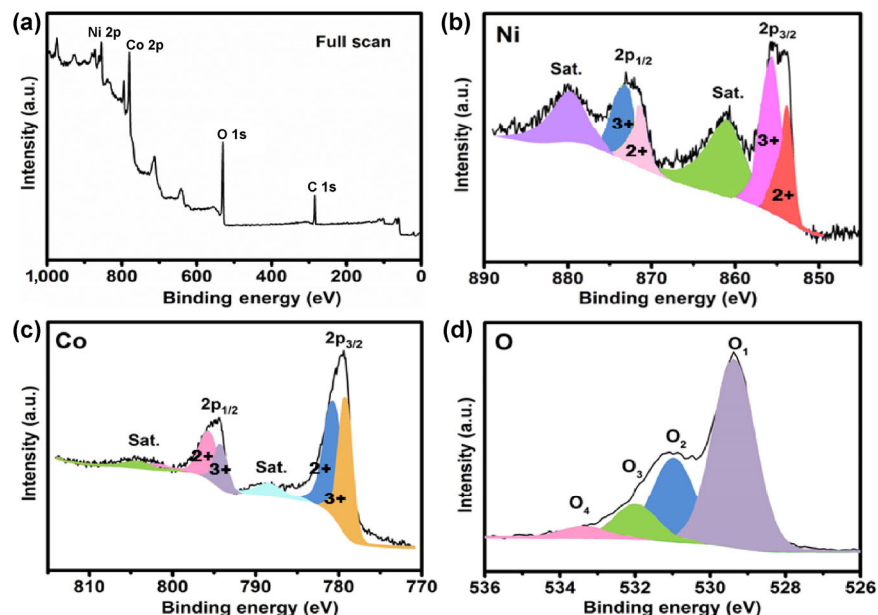 (a)
Ni 2p
Co 2p
Full scan
O 1s
C 1s
Intensity (a.u.)
1,000 800 600 400 200 0
Binding energy (eV)
(b)
Ni
2p3/2
2p1/2
Sat.
Sat.
3+
2+
3+
2+
Intensity (a.u.)
890 880 870 860 850
Binding energy (eV)
(c)
Co
2p3/2
2p1/2
Sat.
2+
3+
Sat.
2+
3+
Intensity (a.u.)
810 800 790 780 770
Binding energy (eV)
(d)
O
O1
O2
O3
O4
Intensity (a.u.)
536 534 532 530 528 526
Binding energy (eV)